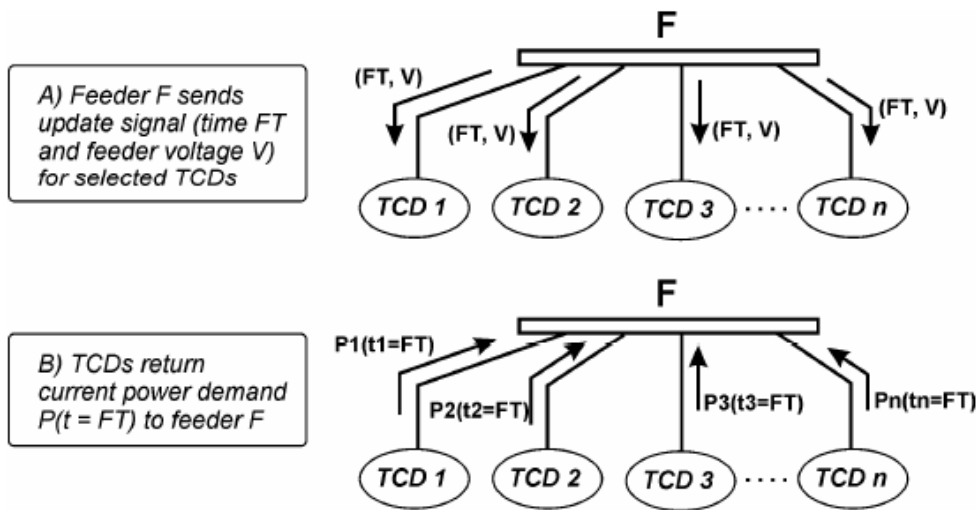 F
A) Feeder F sends
update signal (time FT
and feeder voltage V)
for selected TCDs
(FT, V)
(FT, V)
(FT, V)
(FT, V)
TCD 1
TCD 2
TCD 3
....
TCD n
F
B) TCDs return
current power demand
P(t = FT) to feeder F
P1(t1=FT)
P2(t2=FT)
P3(t3=FT)
Pn(tn=FT)
TCD 1
TCD 2
TCD 3
....
TCD n